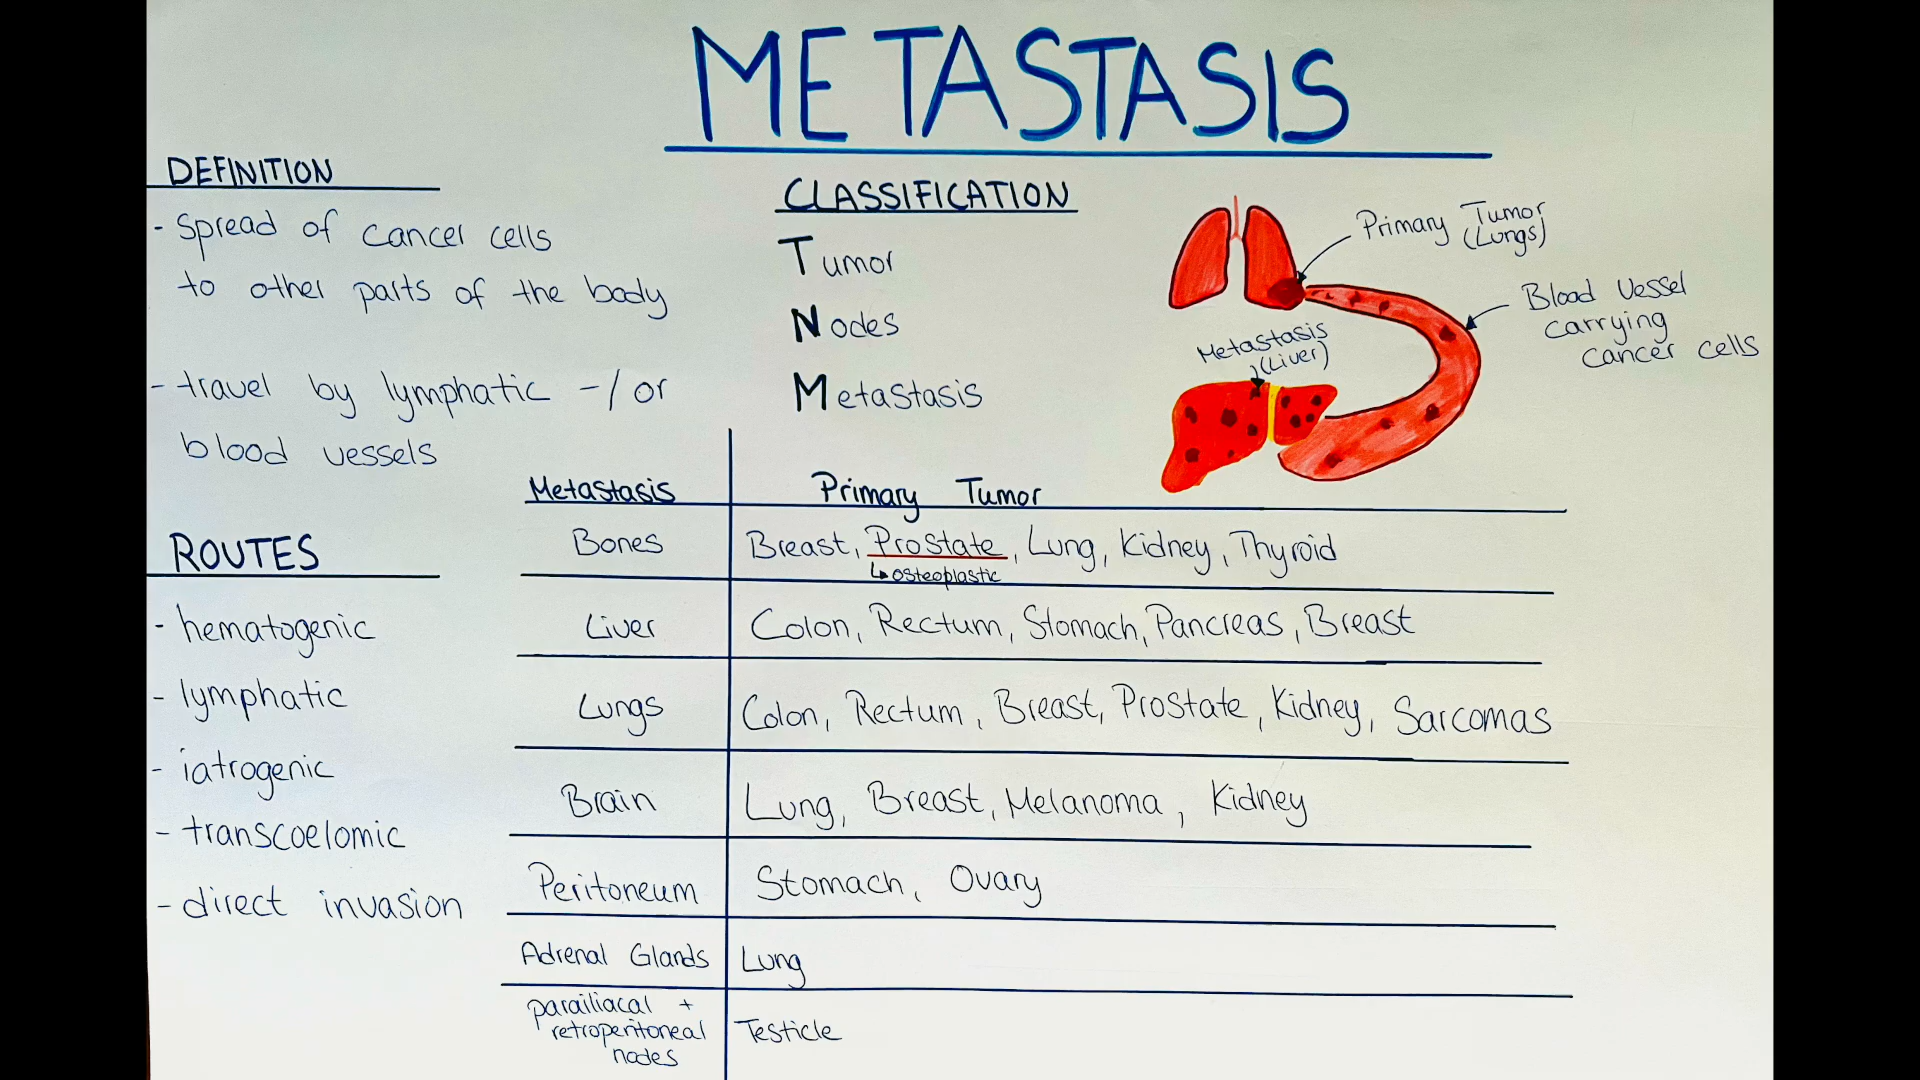 METASTASIS
DEFINITION
- Spread of cancer cells
to other parts of the body
- travel by lymphatic -/ or
blood vessels
ROUTES
- hematogenic
- lymphatic
- iatrogenic
- transcoelomic
- direct invasion
CLASSIFICATION
Tumor
Nodes
Metastasis
Primary Tumor
(Lungs)
Blood Vessel
carrying
cancer cells
Metastasis
(Liver)
Metastasis Primary Tumor
Bones Breast, Prostate, Lung, Kidney, Thyroid
↳ osteoplastic
Liver Colon, Rectum, Stomach, Pancreas, Breast
Lungs Colon, Rectum, Breast, Prostate, Kidney, Sarcomas
Brain Lung, Breast, Melanoma, Kidney
Peritoneum Stomach, Ovary
Adrenal Glands Lung
parailiacal +
retroperitoneal Testicle
nodes